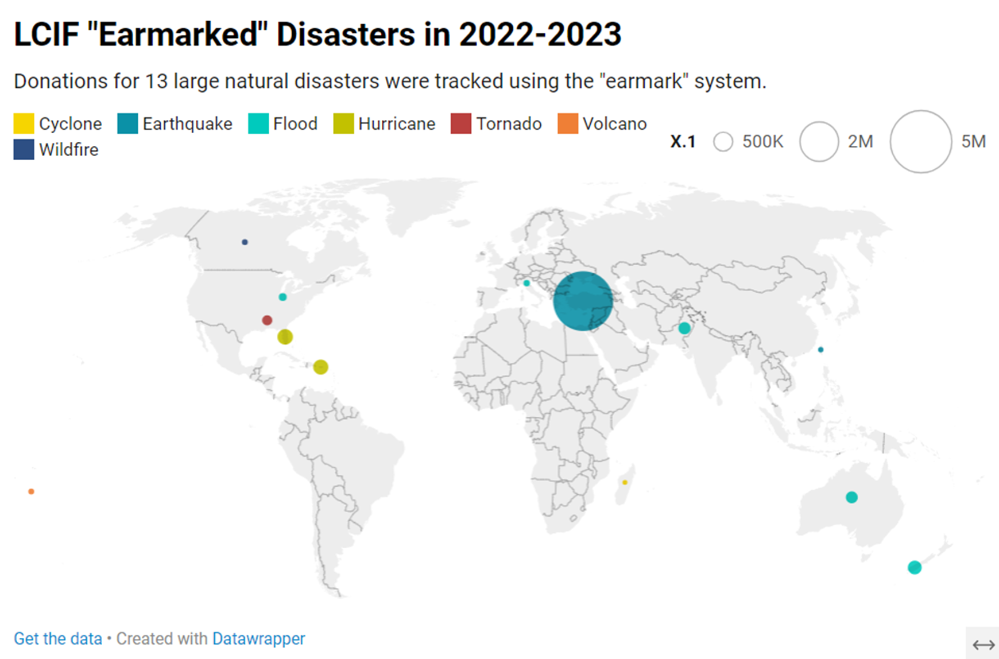 LCIF "Earmarked" Disasters in 2022-2023
Donations for 13 large natural disasters were tracked using the "earmark" system.
Cyclone Earthquake Flood Hurricane Tornado Volcano
Wildfire
X.1 500K 2M 5M
Get the data • Created with Datawrapper